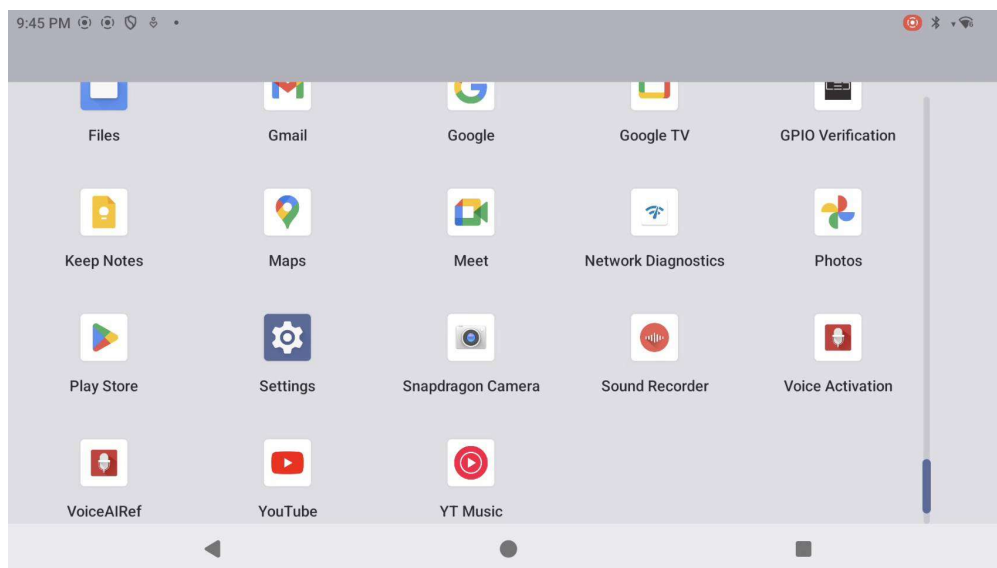 9:45 PM
Files
Gmail
Google
Google TV
GPIO Verification
Keep Notes
Maps
Meet
Network Diagnostics
Photos
Play Store
Settings
Snapdragon Camera
Sound Recorder
Voice Activation
VoiceAIRef
YouTube
YT Music